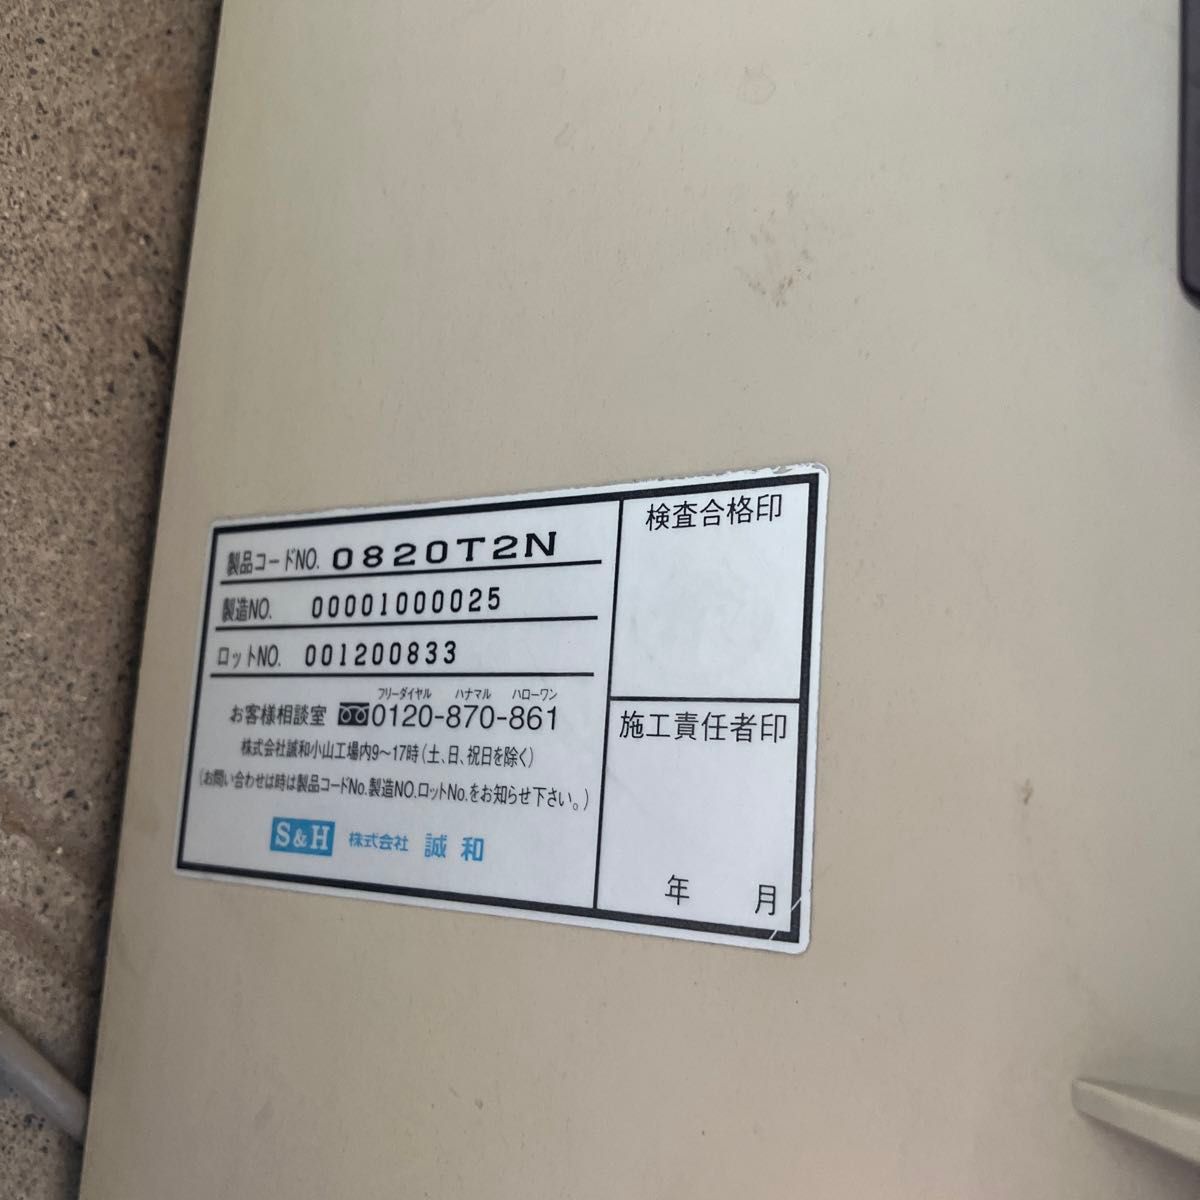 製品コードNO. 0820T2N
製造NO. 00001000025
ロットNO. 001200833
フリーダイヤル ハナマル ハローワン
お客様相談室 0120-870-861
株式会社誠和小山工場内9〜17時(土、日、祝日を除く)
(お問い合わせは時は製品コードNo.製造NO.ロットNo.をお知らせ下さい。)
S&H 株式会社 誠和
検査合格印
施工責任者印
年 月